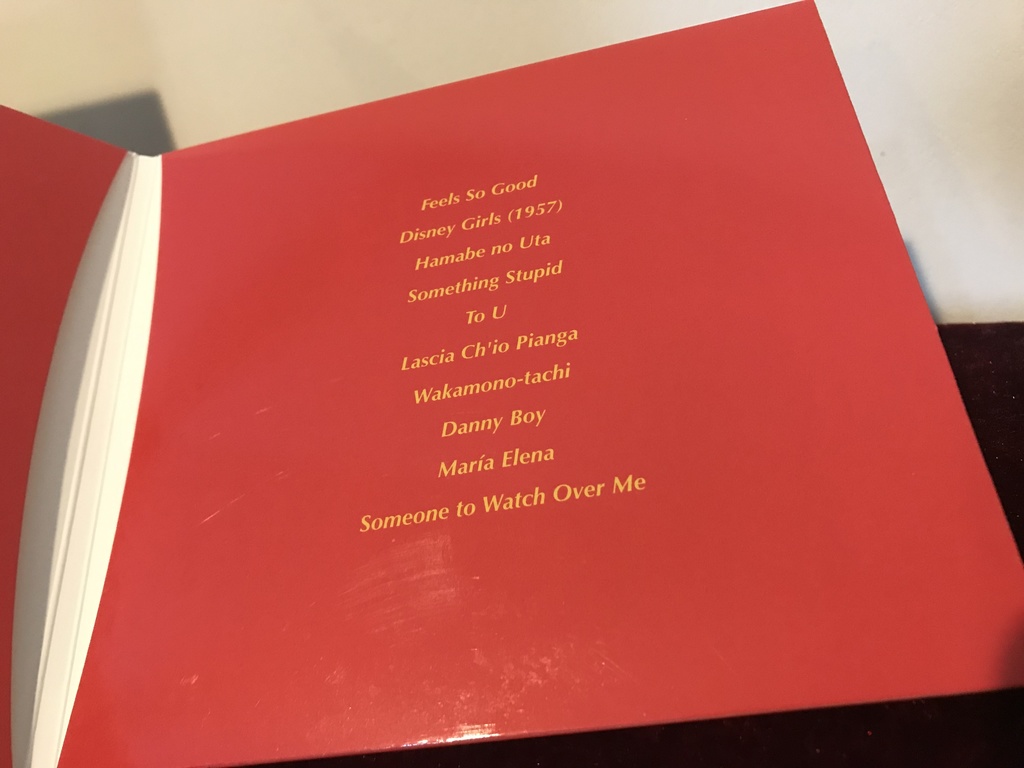 Feels So Good
Disney Girls (1957)
Hamabe no Uta
Something Stupid
To U
Lascia Ch'io Pianga
Wakamono-tachi
Danny Boy
María Elena
Someone to Watch Over Me